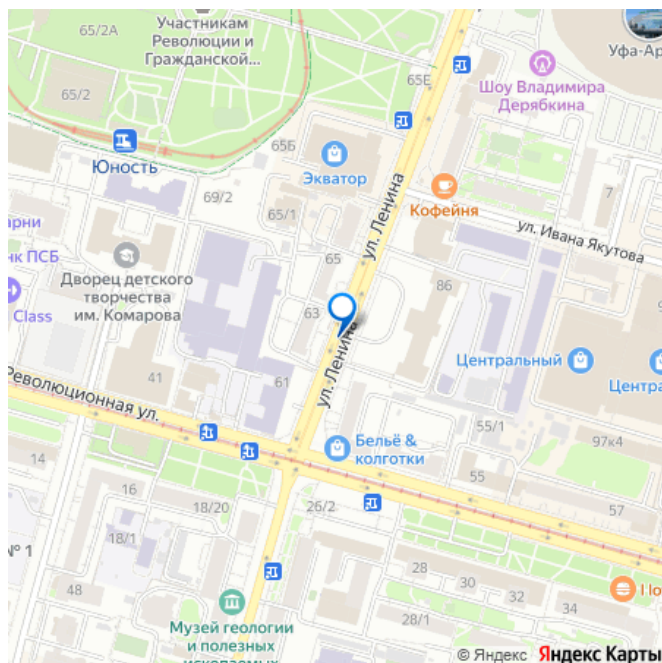 65/2А
Участникам
Революции и
Гражданской...
65Е
Уфа-Ар
65/2
Шоу Владимира
Дерябкина
65Б
Юность
Экватор
69/2
Кофейня
7
65/1
ул. Ленина
ул. Ивана Якутова
арни
нк ПСБ
65
86
Дворец детского
творчества
им. Комарова
Class
63
9
ул. Ленина
Центральный
Центра
41
61
Революционная ул.
55/1
Бельё &
колготки
97к4
14
55
16
18/20
26/2
57
18/1
№ 1
28
48
30
I lo
32
34
Музей геологии
и полезных
ископаемых
28/1
© Яндекс Яндекс Карты